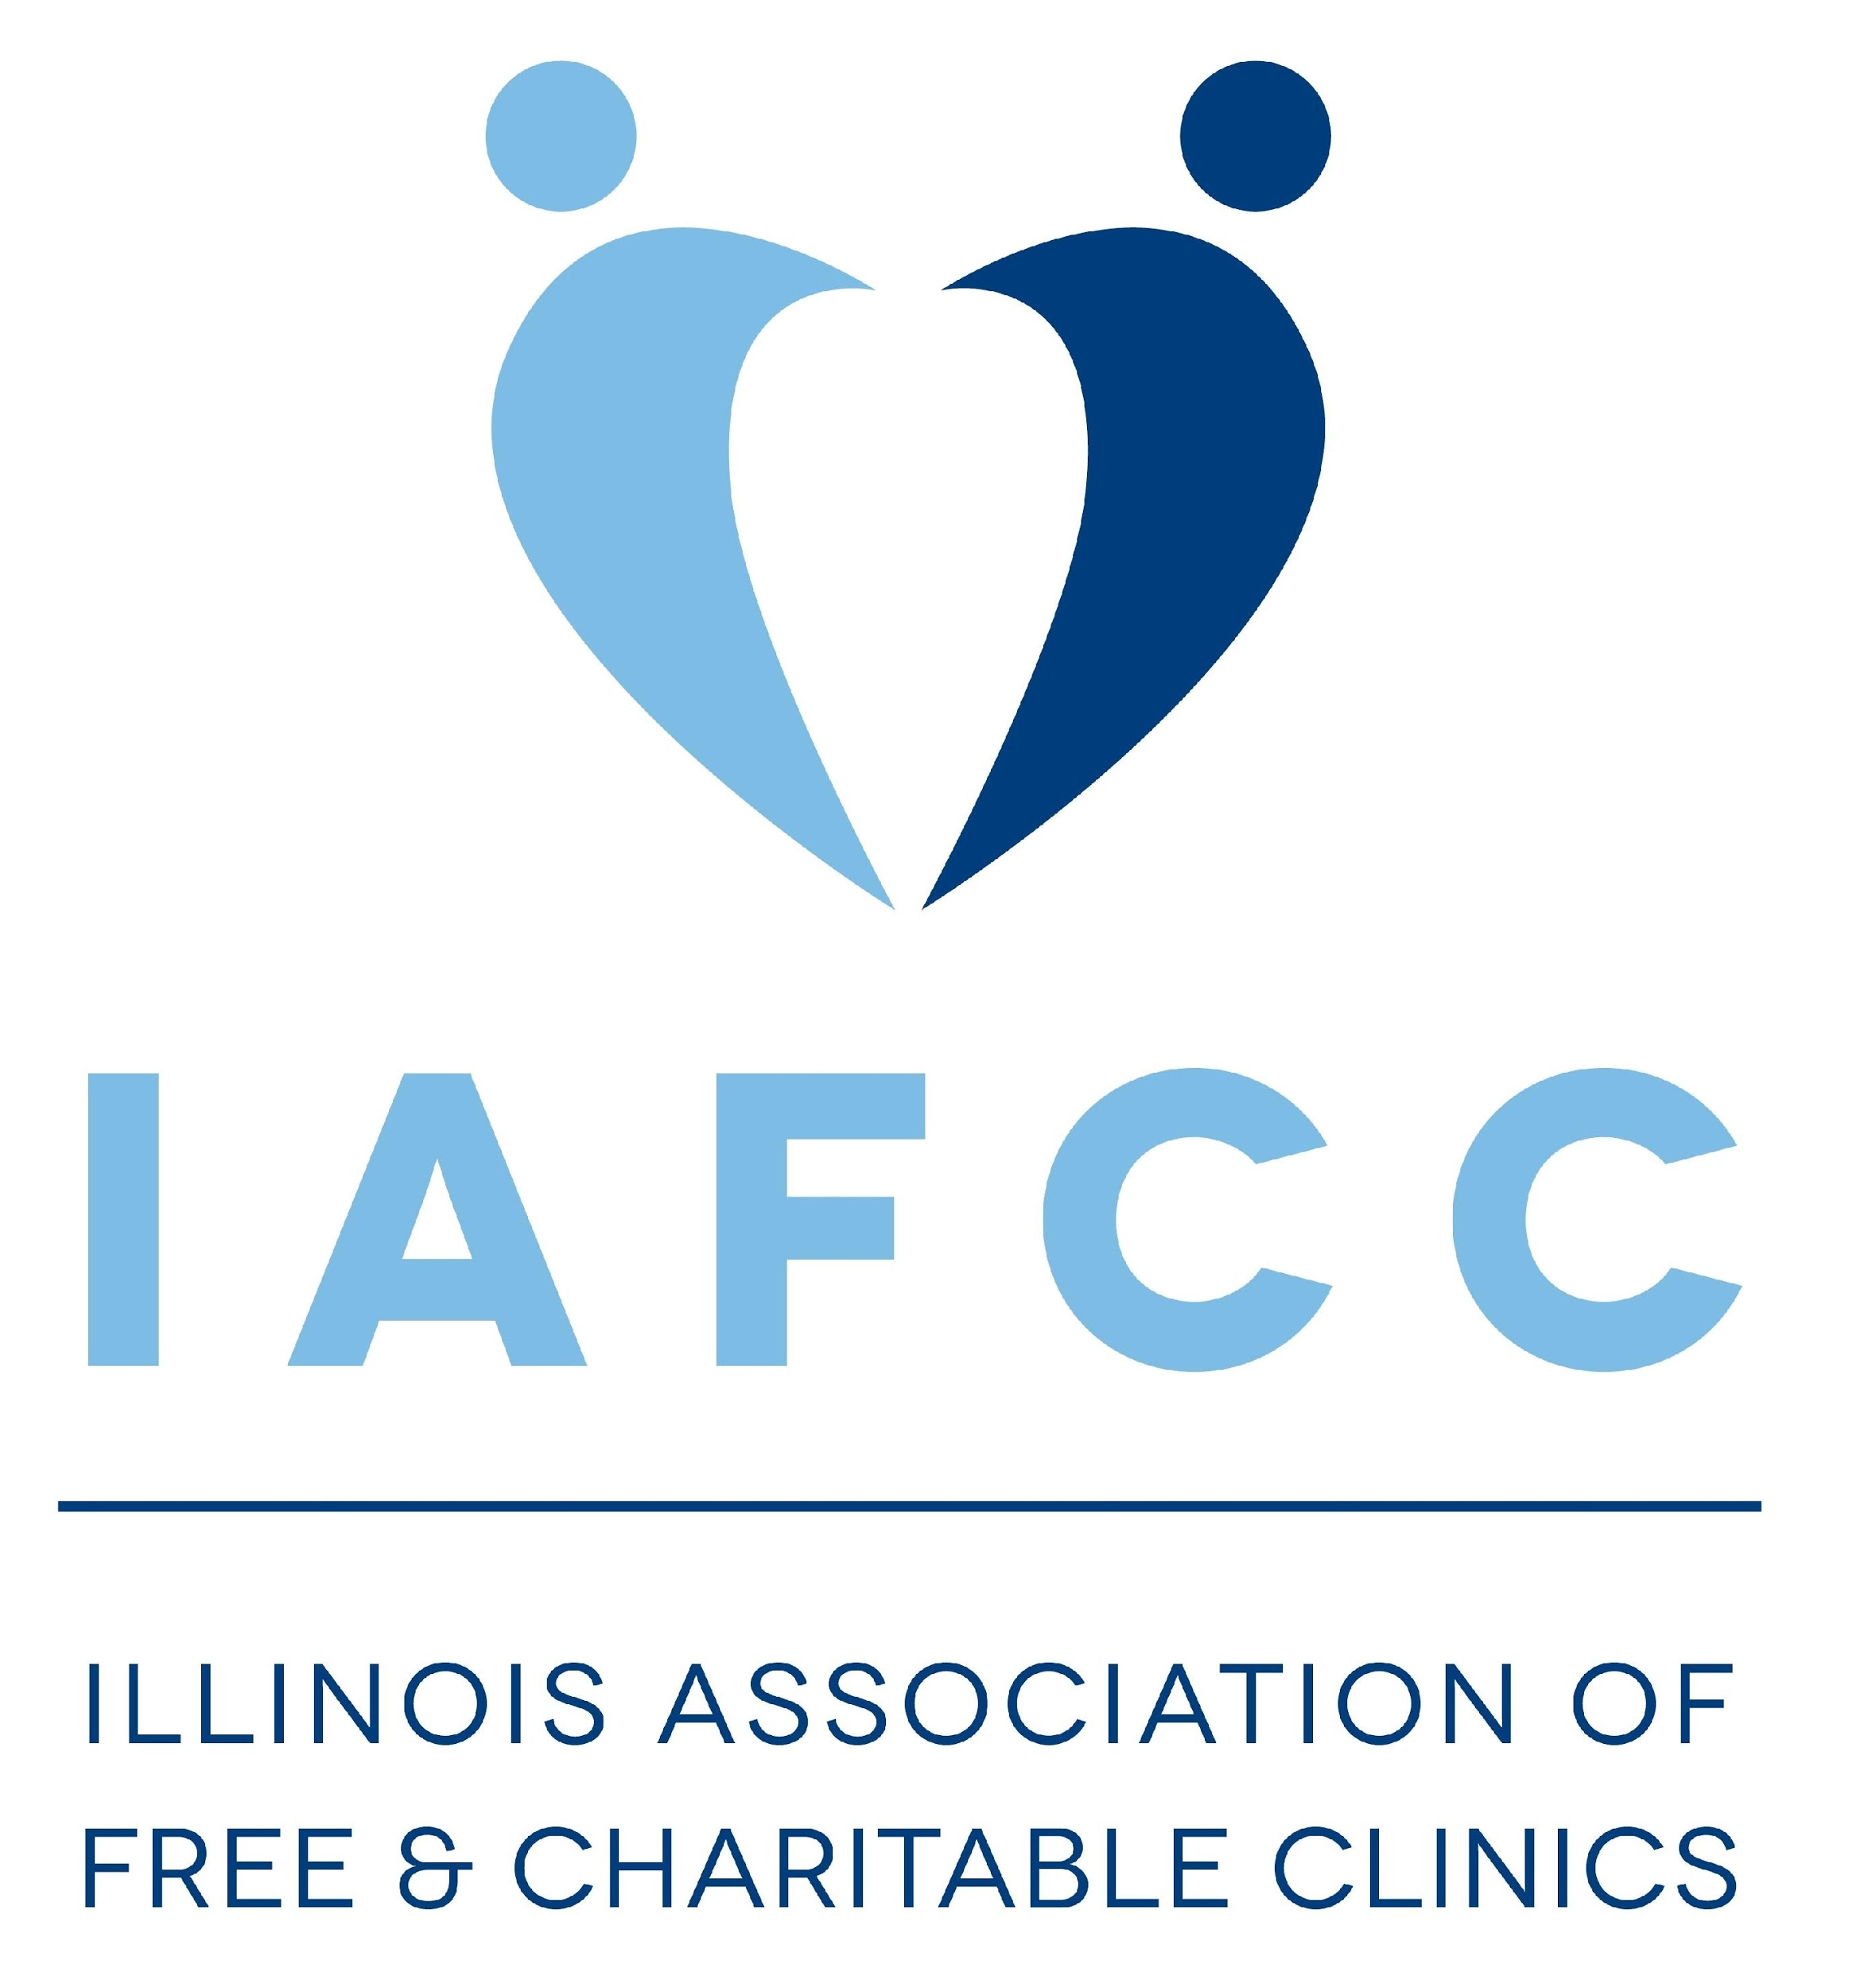 IAFCC
ILLINOIS ASSOCIATION OF
FREE & CHARITABLE CLINICS